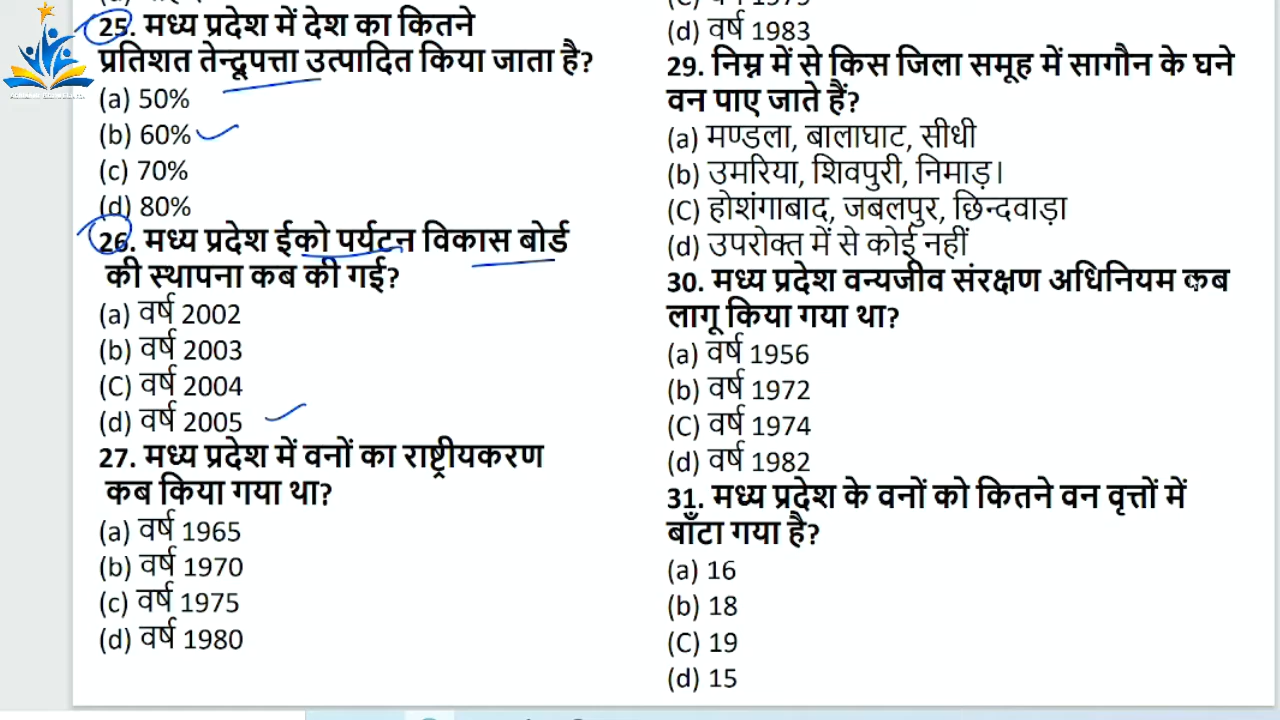 25. मध्य प्रदेश में देश का कितने
प्रतिशत तेन्दूपत्ता उत्पादित किया जाता है?
(a) 50%
(b) 60%
(c) 70%
(d) 80%
26. मध्य प्रदेश ईको पर्यटन विकास बोर्ड
की स्थापना कब की गई?
(a) वर्ष 2002
(b) वर्ष 2003
(C) वर्ष 2004
(d) वर्ष 2005
27. मध्य प्रदेश में वनों का राष्ट्रीयकरण
कब किया गया था?
(a) वर्ष 1965
(b) वर्ष 1970
(c) वर्ष 1975
(d) वर्ष 1980
(d) वर्ष 1983
29. निम्न में से किस जिला समूह में सागौन के घने
वन पाए जाते हैं?
(a) मण्डला, बालाघाट, सीधी
(b) उमरिया, शिवपुरी, निमाड़।
(C) होशंगाबाद, जबलपुर, छिन्दवाड़ा
(d) उपरोक्त में से कोई नहीं
30. मध्य प्रदेश वन्यजीव संरक्षण अधिनियम कब
लागू किया गया था?
(a) वर्ष 1956
(b) वर्ष 1972
(C) वर्ष 1974
(d) वर्ष 1982
31. मध्य प्रदेश के वनों को कितने वन वृत्तों में
बाँटा गया है?
(a) 16
(b) 18
(C) 19
(d) 15